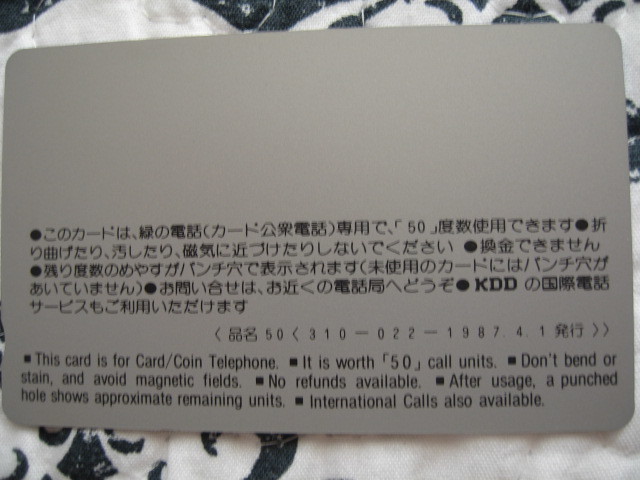 ●このカードは、緑の電話(カード公衆電話)専用で、「50」度数使用できます●折
り曲げたり、汚したり、磁気に近づけたりしないでください ●換金できません
●残り度数のめやすがパンチ穴で表示されます(未使用のカードにはパンチ穴が
あいていません)●お問い合せは、お近くの電話局へどうぞ●KDDの国際電話
サービスもご利用いただけます
〈品名50〈310－022－1987.4.1発行〉〉
■This card is for Card/Coin Telephone. ■It is worth「50」call units. ■Don't bend or
stain, and avoid magnetic fields. ■No refunds available. ■After usage, a punched
hole shows approximate remaining units. ■International Calls also available.